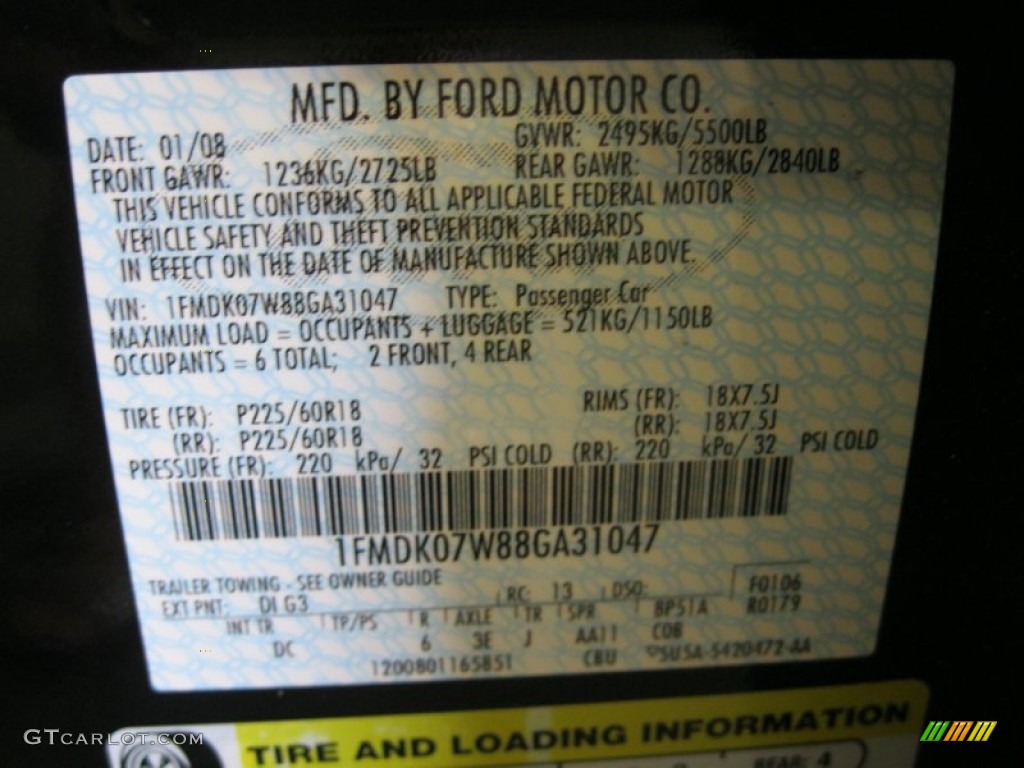 MFD. BY FORD MOTOR CO.
DATE: 01/08 GVWR: 2495KG/5500LB
FRONT GAWR: 1236KG/2725LB REAR GAWR: 1288KG/2840LB
THIS VEHICLE CONFORMS TO ALL APPLICABLE FEDERAL MOTOR
VEHICLE SAFETY AND THEFT PREVENTION STANDARDS
IN EFFECT ON THE DATE OF MANUFACTURE SHOWN ABOVE.
VIN: 1FMDK07W88GA31047 TYPE: Passenger Car
MAXIMUM LOAD = OCCUPANTS + LUGGAGE = 521KG/1150LB
OCCUPANTS = 6 TOTAL; 2 FRONT, 4 REAR
TIRE (FR): P225/60R18 RIMS (FR): 18X7.5J
(RR): P225/60R18 (RR): 18X7.5J
PRESSURE (FR): 220 kPa/ 32 PSI COLD (RR): 220 kPa/ 32 PSI COLD
1FMDK07W88GA31047
TRAILER TOWING - SEE OWNER GUIDE F0106
EXT PNT: DI G3 RC: 13 DSO: R0179
INT TR TP/PS R AXLE TR SPR BPSTA
DC 6 3E J AA11 COB
1200801165851 CBU 5U5A-5420472-AA
TIRE AND LOADING INFORMATION
REAR: 4
GTCARLOT.COM